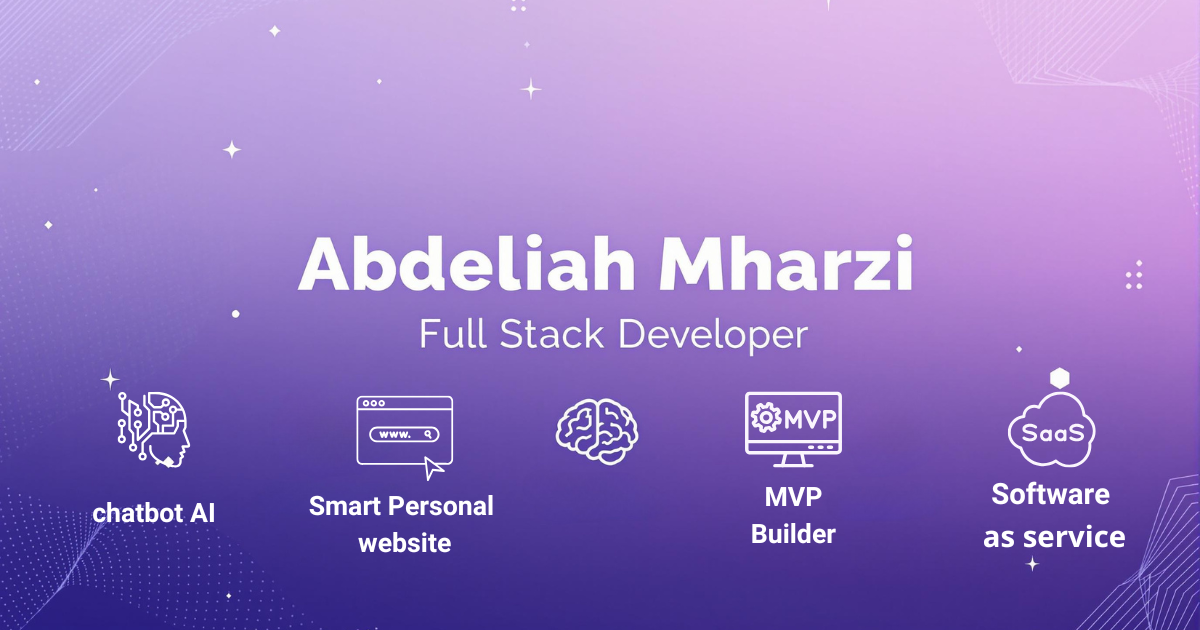 Abdeliah Mharzi
Full Stack Developer
www.
MVP
SaaS
chatbot AI
Smart Personal
website
MVP
Builder
Software
as service